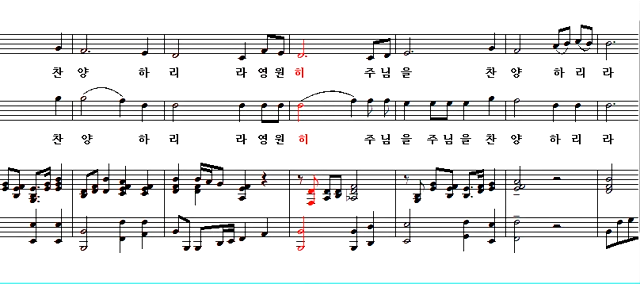 찬 양 하 리 라 영 원 히 주 님 을 찬 양 하 리 라
찬 양 하 리 라 영 원 히 주 님 을 주 님 을 찬 양 하 리 라